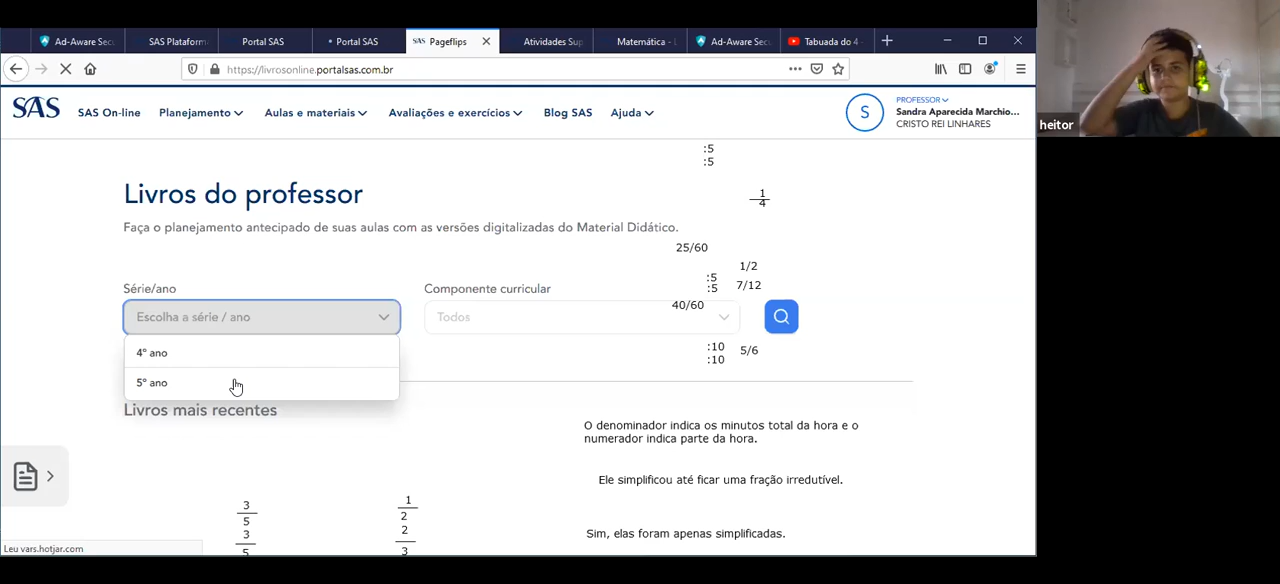 Ad-Aware Sec
SAS Plataform
Portal SAS
• Portal SAS
SAS Pageflips
Atividades Sup
Matemática - L
Ad-Aware Sec
Tabuada do 4 -
https://livrosonline.portalsas.com.br
SAS
SAS On-line
Planejamento
Aulas e materiais
Avaliações e exercícios
Blog SAS
Ajuda
S
PROFESSOR
Sandra Aparecida Marchio...
CRISTO REI LINHARES
heitor
:5
:5
Livros do professor
1
4
Faça o planejamento antecipado de suas aulas com as versões digitalizadas do Material Didático.
25/60
1/2
:5
:5
7/12
Série/ano
Componente curricular
40/60
Escolha a série / ano
Todos
:10
:10
5/6
4º ano
5º ano
Livros mais recentes
O denominador indica os minutos total da hora e o
numerador indica parte da hora.
Ele simplificou até ficar uma fração irredutível.
3
5
3
5
1
2
2
3
Sim, elas foram apenas simplificadas.
Leu vars.hotjar.com